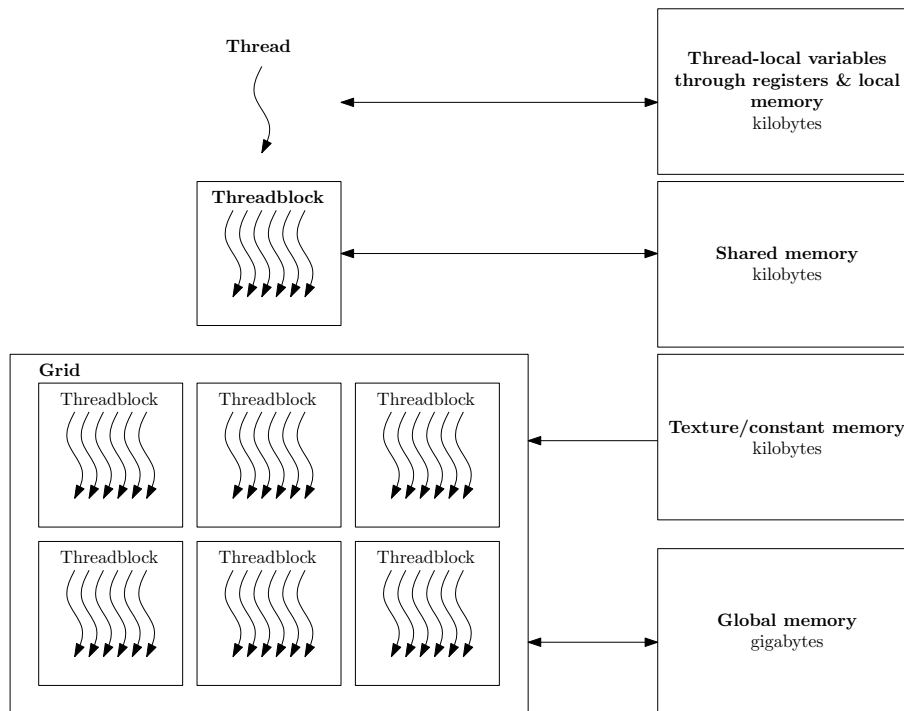 Thread
Thread-local variables
through registers & local
memory
kilobytes
Threadblock
Shared memory
kilobytes
Grid
Threadblock
Threadblock
Threadblock
Texture/constant memory
kilobytes
Threadblock
Threadblock
Threadblock
Global memory
gigabytes